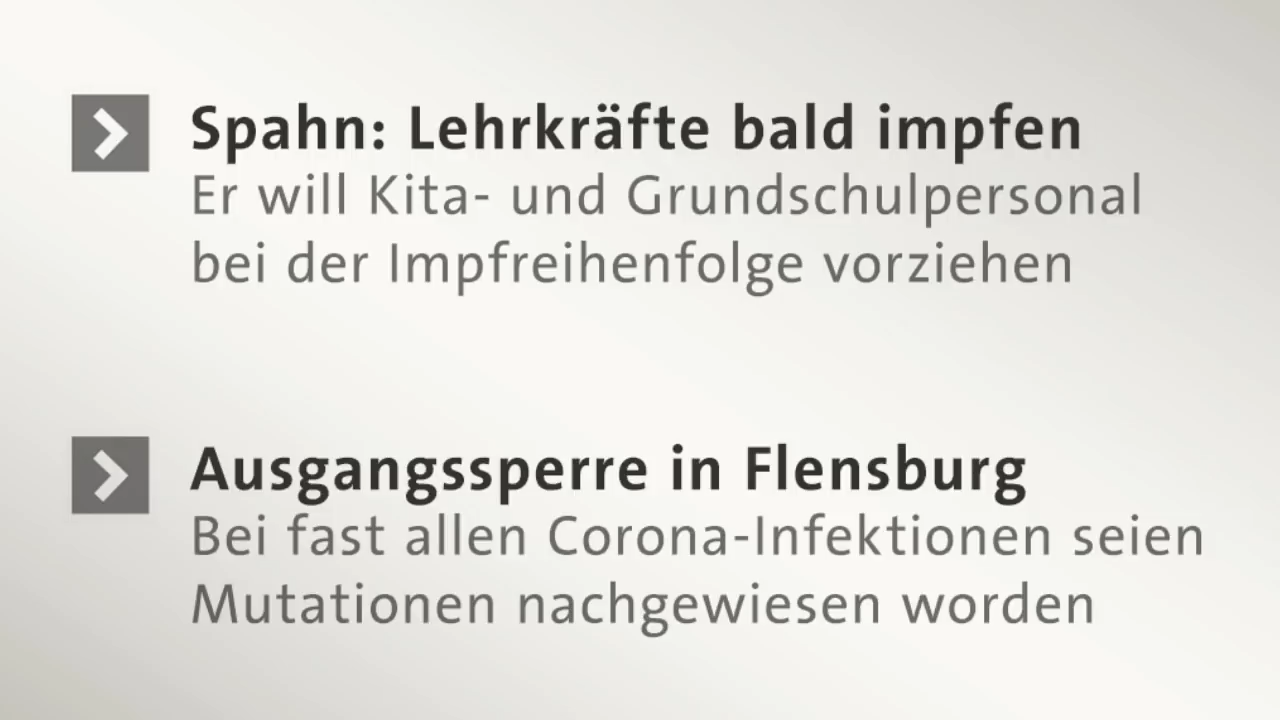 Spahn: Lehrkräfte bald impfen
Er will Kita- und Grundschulpersonal
bei der Impfreihenfolge vorziehen
Ausgangssperre in Flensburg
Bei fast allen Corona-Infektionen seien
Mutationen nachgewiesen worden